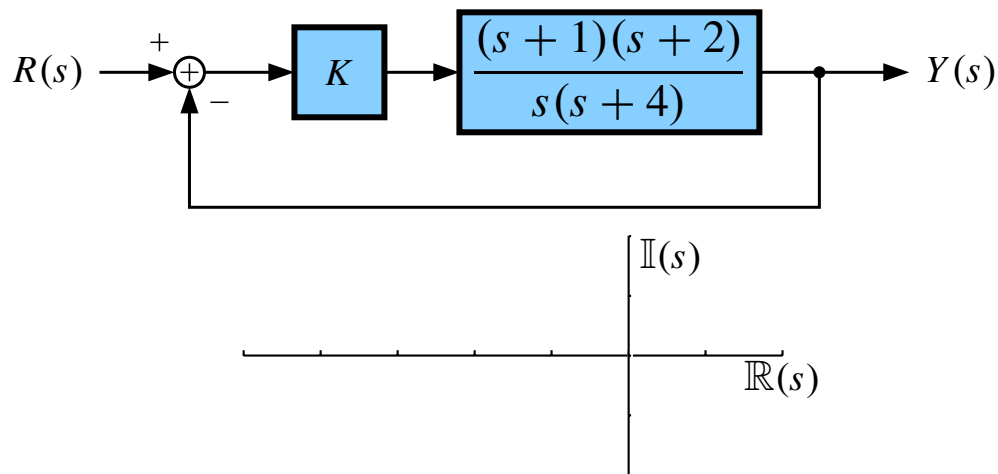 +
R(s)
+
−
K
(s + 1)(s + 2)
s(s + 4)
Y(s)
𝕀(s)
ℝ(s)